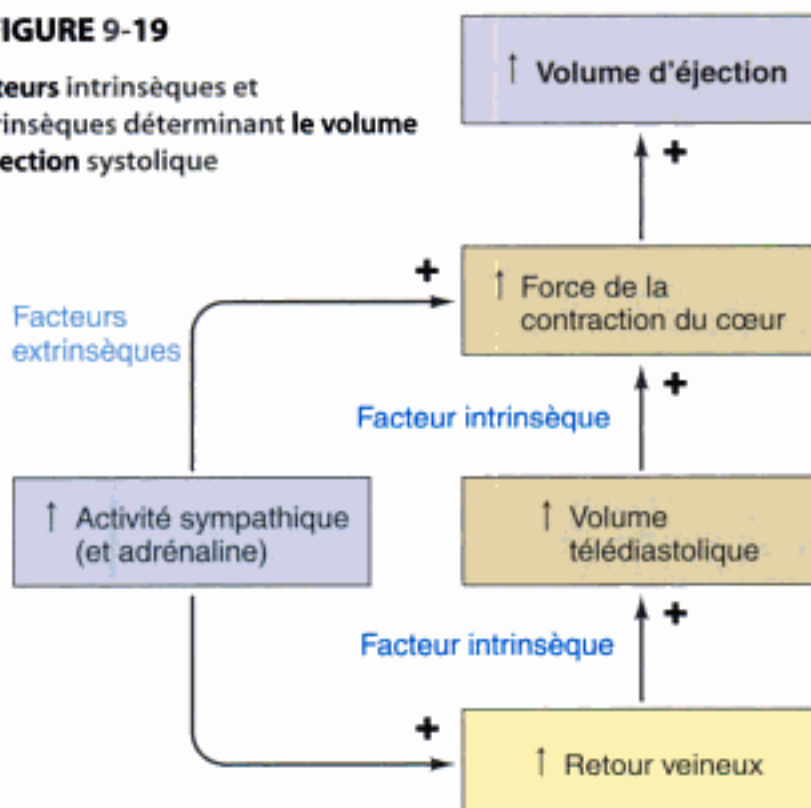 FIGURE 9-19
teurs intrinsèques et
rinsèques déterminant le volume
ection systolique
↑ Volume d'éjection
+
+
↑ Force de la
contraction du cœur
Facteurs
extrinsèques
+
Facteur intrinsèque
↑ Activité sympathique
(et adrénaline)
↑ Volume
télédiastolique
+
Facteur intrinsèque
+
↑ Retour veineux